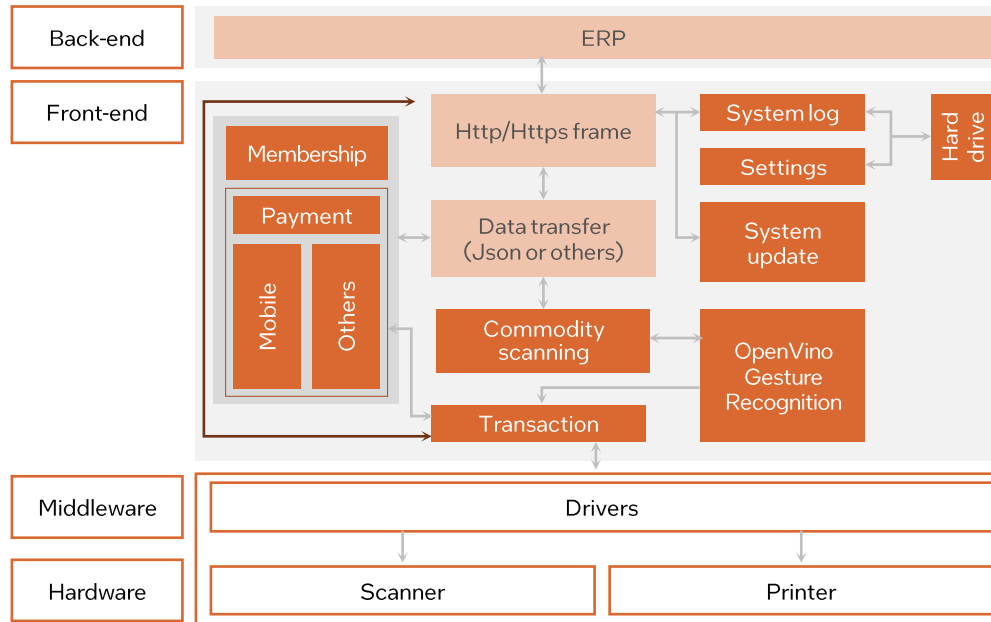 Back-end
ERP
Front-end
Http/Https frame
System log
Hard
drive
Membership
Settings
Payment
Data transfer
(Json or others)
System
update
Mobile
Others
Commodity
scanning
OpenVino
Gesture
Recognition
Transaction
Middleware
Drivers
Hardware
Scanner
Printer